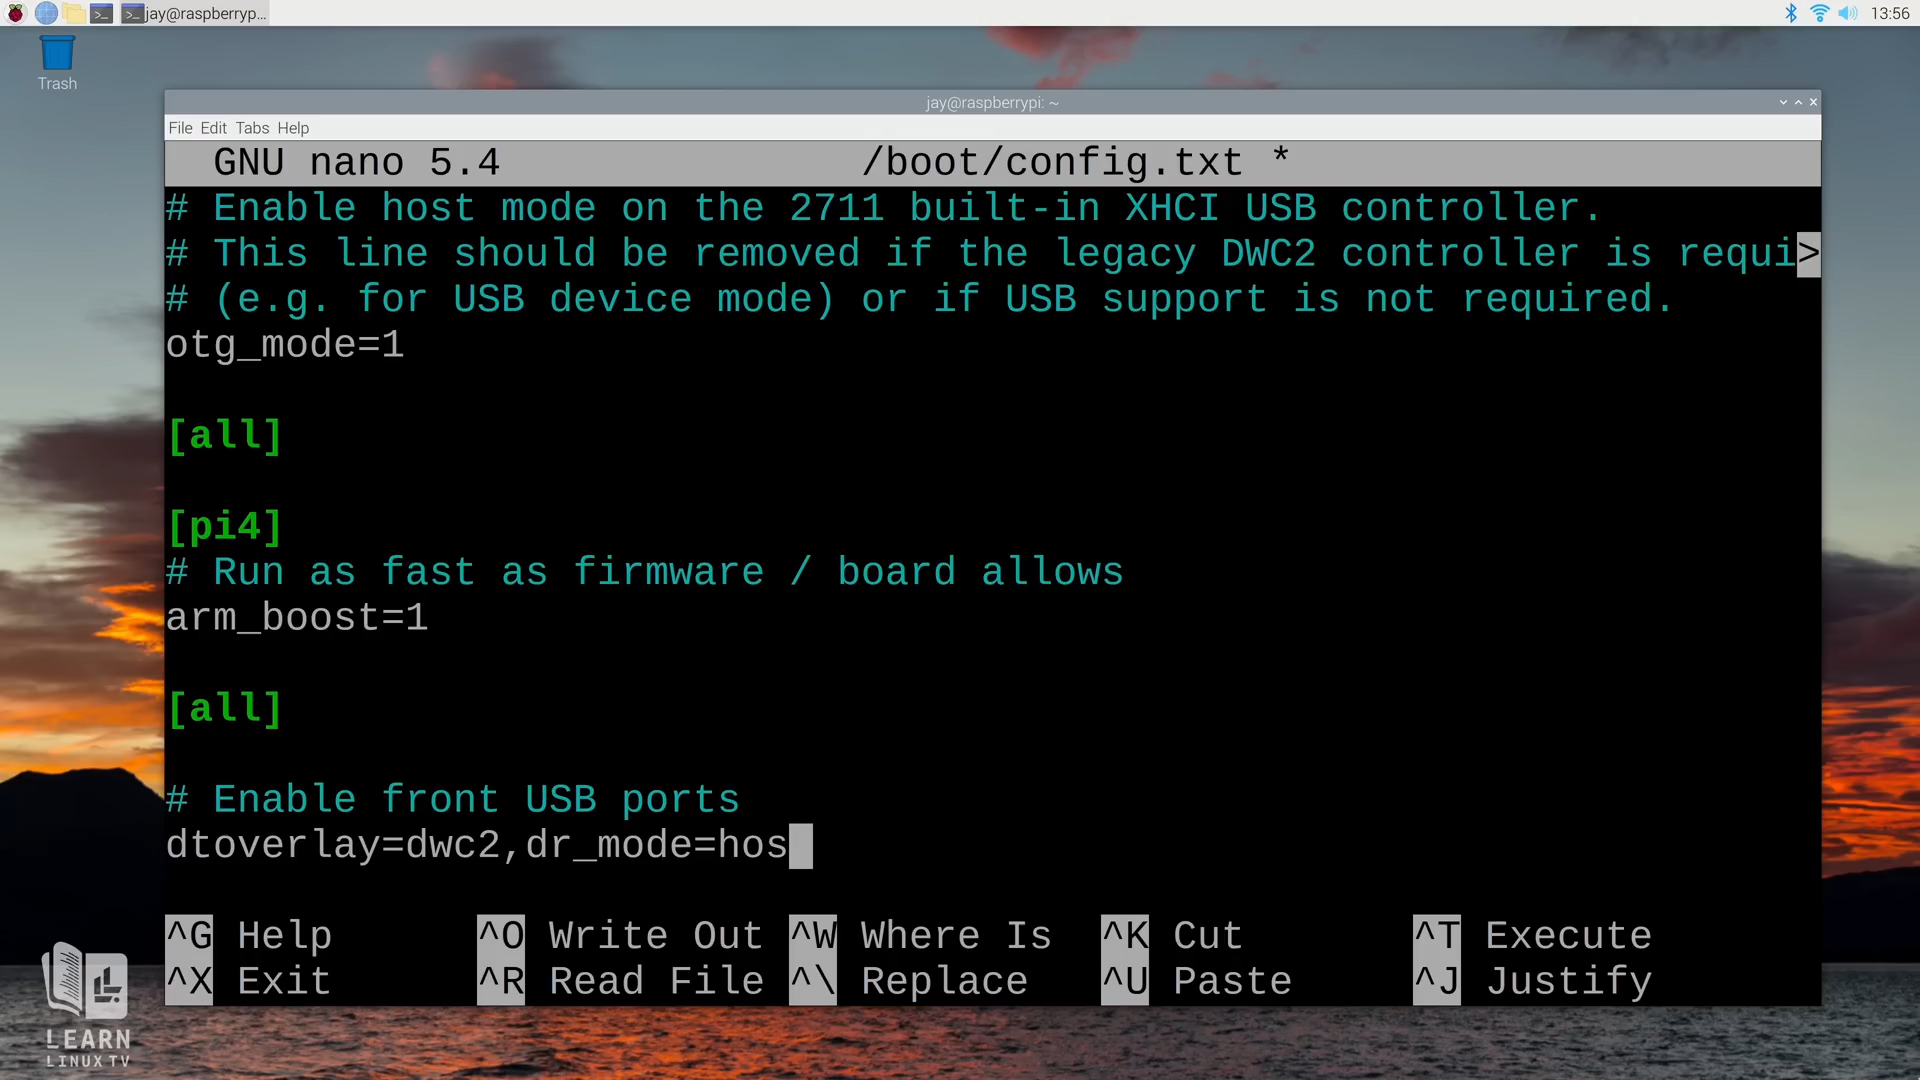 jay@raspberryp... 13:56
Trash
jay@raspberrypi: ~
File Edit Tabs Help
GNU nano 5.4 /boot/config.txt *
# Enable host mode on the 2711 built-in XHCI USB controller.
# This line should be removed if the legacy DWC2 controller is requi>
# (e.g. for USB device mode) or if USB support is not required.
otg_mode=1
[all]
[pi4]
# Run as fast as firmware / board allows
arm_boost=1
[all]
# Enable front USB ports
dtoverlay=dwc2,dr_mode=hos
^G Help ^O Write Out ^W Where Is ^K Cut ^T Execute
^X Exit ^R Read File ^\ Replace ^U Paste ^J Justify
LEARN
LINUX TV